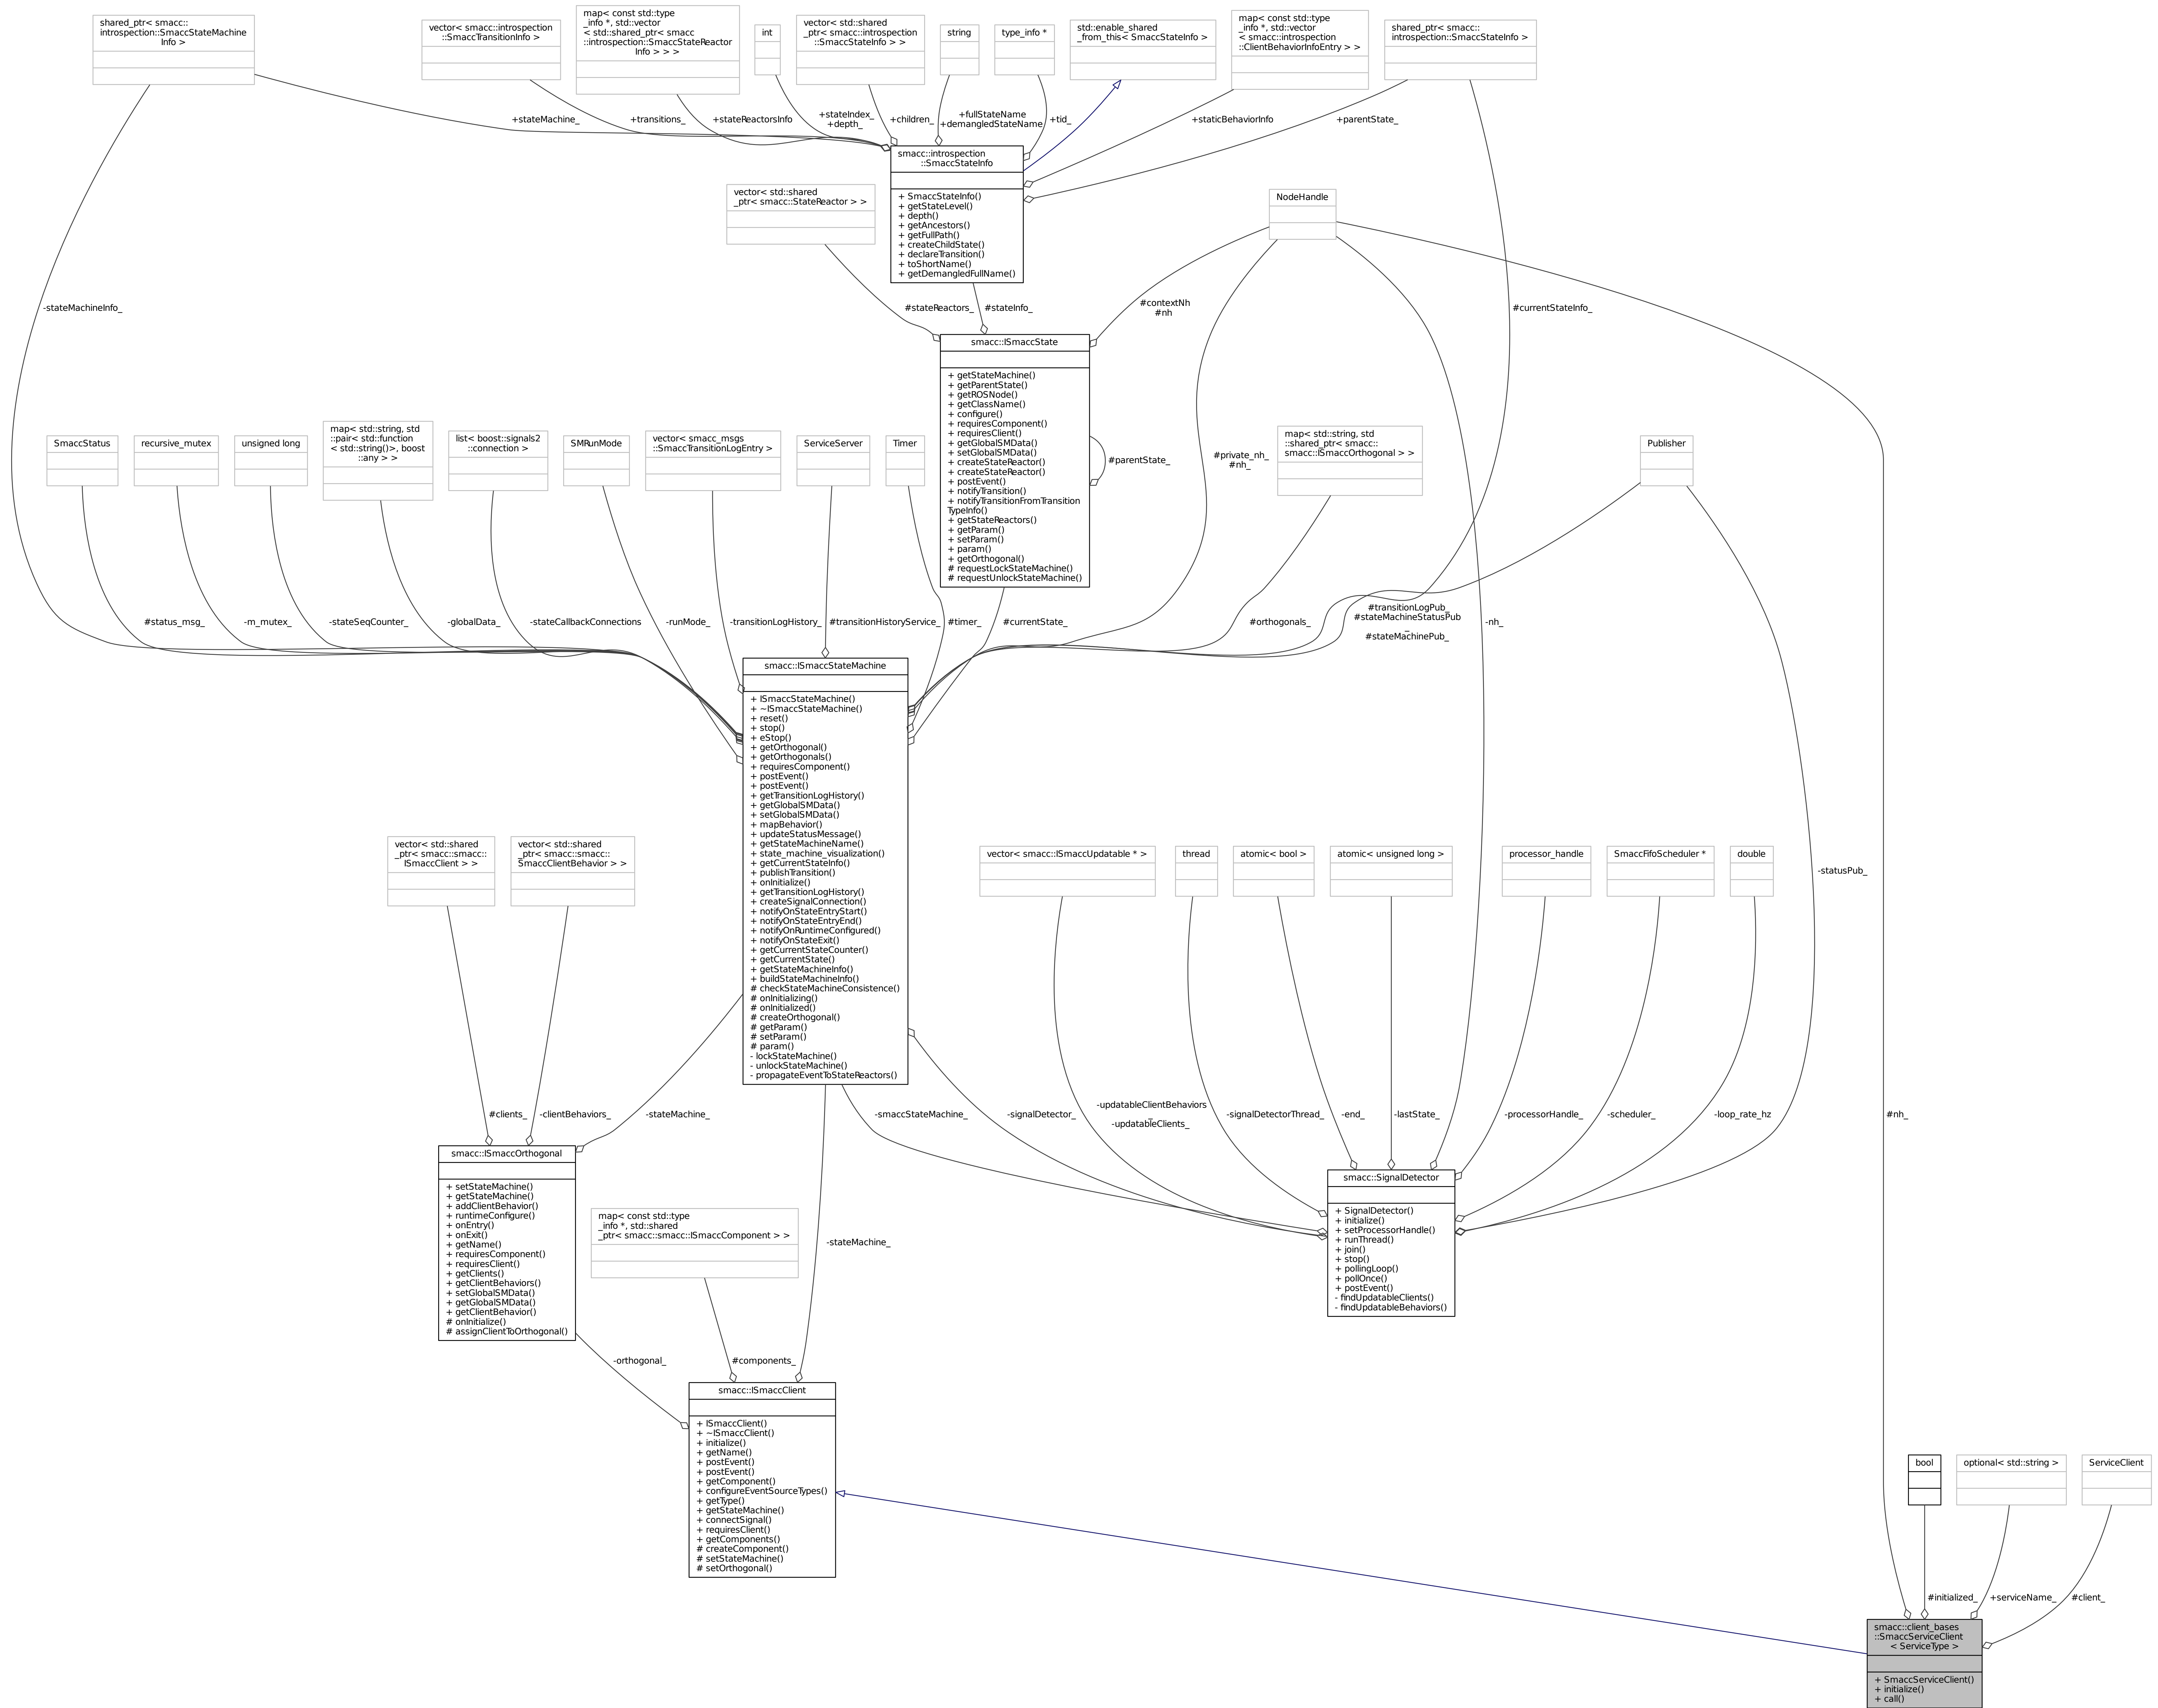 shared_ptr< smacc::
introspection::SmaccStateMachine
Info >
vector< smacc::introspection
::SmaccTransitionInfo >
map< const std::type
_info *, std::vector
< std::shared_ptr< smacc
::introspection::SmaccStateReactor
Info > > >
int
vector< std::shared
_ptr< smacc::introspection
::SmaccStateInfo > >
string
type_info *
std::enable_shared
_from_this< SmaccStateInfo >
map< const std::type
_info *, std::vector
< smacc::introspection
::ClientBehaviorInfoEntry > >
shared_ptr< smacc::
introspection::SmaccStateInfo >
+stateMachine_
+transitions_
+stateReactorsInfo
+stateIndex_
+depth_
+children_
+fullStateName
+demangledStateName
+tid_
+staticBehaviorInfo
+parentState_
smacc::introspection
::SmaccStateInfo
+ SmaccStateInfo()
+ getStateLevel()
+ depth()
+ getAncestors()
+ getFullPath()
+ createChildState()
+ declareTransition()
+ toShortName()
+ getDemangledFullName()
vector< std::shared
_ptr< smacc::StateReactor > >
NodeHandle
-stateMachineInfo_
#stateReactors_
#stateInfo_
#contextNh
#nh
#currentStateInfo_
smacc::ISmaccState
+ getStateMachine()
+ getParentState()
+ getROSNode()
+ getClassName()
+ configure()
+ requiresComponent()
+ requiresClient()
+ getGlobalSMData()
+ setGlobalSMData()
+ createStateReactor()
+ createStateReactor()
+ postEvent()
+ notifyTransition()
+ notifyTransitionFromTransition
TypeInfo()
+ getStateReactors()
+ getParam()
+ setParam()
+ param()
+ getOrthogonal()
# requestLockStateMachine()
# requestUnlockStateMachine()
#parentState_
#private_nh_
#nh_
SmaccStatus
recursive_mutex
unsigned long
map< std::string, std
::pair< std::function
< std::string()>, boost
::any > >
list< boost::signals2
::connection >
SMRunMode
vector< smacc_msgs
::SmaccTransitionLogEntry >
ServiceServer
Timer
map< std::string, std
::shared_ptr< smacc::
smacc::ISmaccOrthogonal > >
Publisher
#status_msg_
-m_mutex_
-stateSeqCounter_
-globalData_
-stateCallbackConnections
-runMode_
-transitionLogHistory_
#transitionHistoryService_
#timer_
#currentState_
#orthogonals_
#transitionLogPub_
#stateMachineStatusPub
_
#stateMachinePub_
-nh_
smacc::ISmaccStateMachine
+ ISmaccStateMachine()
+ ~ISmaccStateMachine()
+ reset()
+ stop()
+ eStop()
+ getOrthogonal()
+ getOrthogonals()
+ requiresComponent()
+ postEvent()
+ postEvent()
+ getTransitionLogHistory()
+ getGlobalSMData()
+ setGlobalSMData()
+ mapBehavior()
+ updateStatusMessage()
+ getStateMachineName()
+ state_machine_visualization()
+ getCurrentStateInfo()
+ publishTransition()
+ onInitialize()
+ getTransitionLogHistory()
+ createSignalConnection()
+ notifyOnStateEntryStart()
+ notifyOnStateEntryEnd()
+ notifyOnRuntimeConfigured()
+ notifyOnStateExit()
+ getCurrentStateCounter()
+ getCurrentState()
+ getStateMachineInfo()
+ buildStateMachineInfo()
# checkStateMachineConsistence()
# onInitializing()
# onInitialized()
# createOrthogonal()
# getParam()
# setParam()
# param()
- lockStateMachine()
- unlockStateMachine()
- propagateEventToStateReactors()
vector< std::shared
_ptr< smacc::smacc::
ISmaccClient > >
vector< std::shared
_ptr< smacc::smacc::
SmaccClientBehavior > >
vector< smacc::ISmaccUpdatable * >
thread
atomic< bool >
atomic< unsigned long >
processor_handle
SmaccFifoScheduler *
double
-statusPub_
#clients_
-clientBehaviors_
-stateMachine_
-smaccStateMachine_
-signalDetector_
-updatableClientBehaviors
_
-updatableClients_
-signalDetectorThread_
-end_
-lastState_
-processorHandle_
-scheduler_
-loop_rate_hz
#nh_
smacc::ISmaccOrthogonal
+ setStateMachine()
+ getStateMachine()
+ addClientBehavior()
+ runtimeConfigure()
+ onEntry()
+ onExit()
+ getName()
+ requiresComponent()
+ requiresClient()
+ getClients()
+ getClientBehaviors()
+ setGlobalSMData()
+ getGlobalSMData()
+ getClientBehavior()
# onInitialize()
# assignClientToOrthogonal()
map< const std::type
_info *, std::shared
_ptr< smacc::smacc::ISmaccComponent > >
-stateMachine_
smacc::SignalDetector
+ SignalDetector()
+ initialize()
+ setProcessorHandle()
+ runThread()
+ join()
+ stop()
+ pollingLoop()
+ pollOnce()
+ postEvent()
- findUpdatableClients()
- findUpdatableBehaviors()
-orthogonal_
#components_
smacc::ISmaccClient
+ ISmaccClient()
+ ~ISmaccClient()
+ initialize()
+ getName()
+ postEvent()
+ postEvent()
+ getComponent()
+ configureEventSourceTypes()
+ getType()
+ getStateMachine()
+ connectSignal()
+ requiresClient()
+ getComponents()
# createComponent()
# setStateMachine()
# setOrthogonal()
bool
optional< std::string >
ServiceClient
#initialized_
+serviceName_
#client_
smacc::client_bases
::SmaccServiceClient
< ServiceType >
+ SmaccServiceClient()
+ initialize()
+ call()